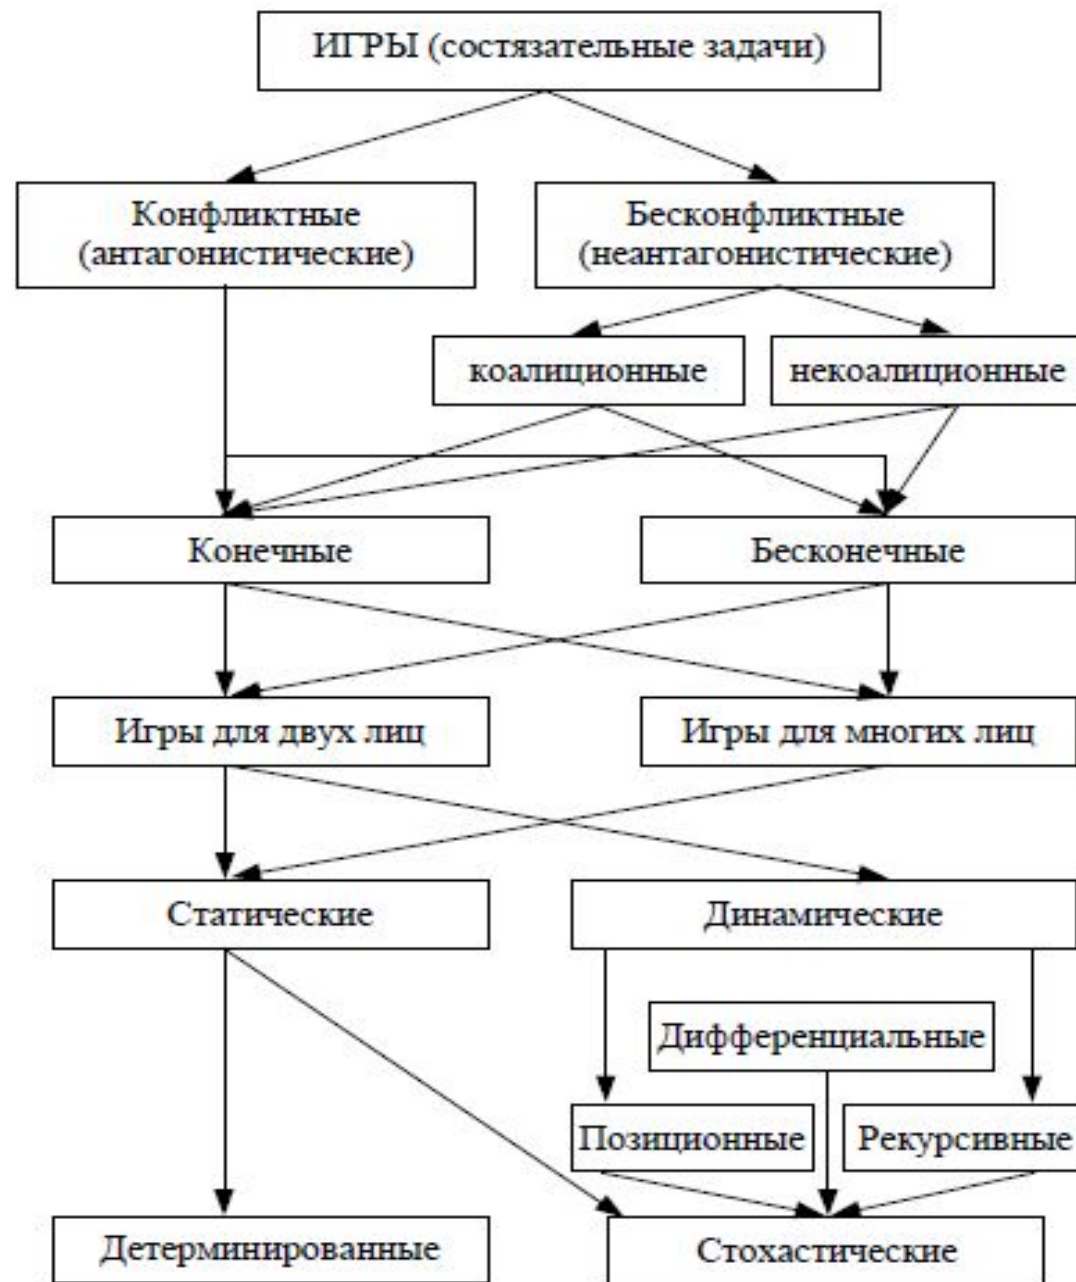 ИГРЫ (состязательные задачи)
Конфликтные
(антагонистические)
Бесконфликтные
(неантагонистические)
коалиционные
некоалиционные
Конечные
Бесконечные
Игры для двух лиц
Игры для многих лиц
Статические
Динамические
Дифференциальные
Позиционные
Рекурсивные
Детерминированные
Стохастические